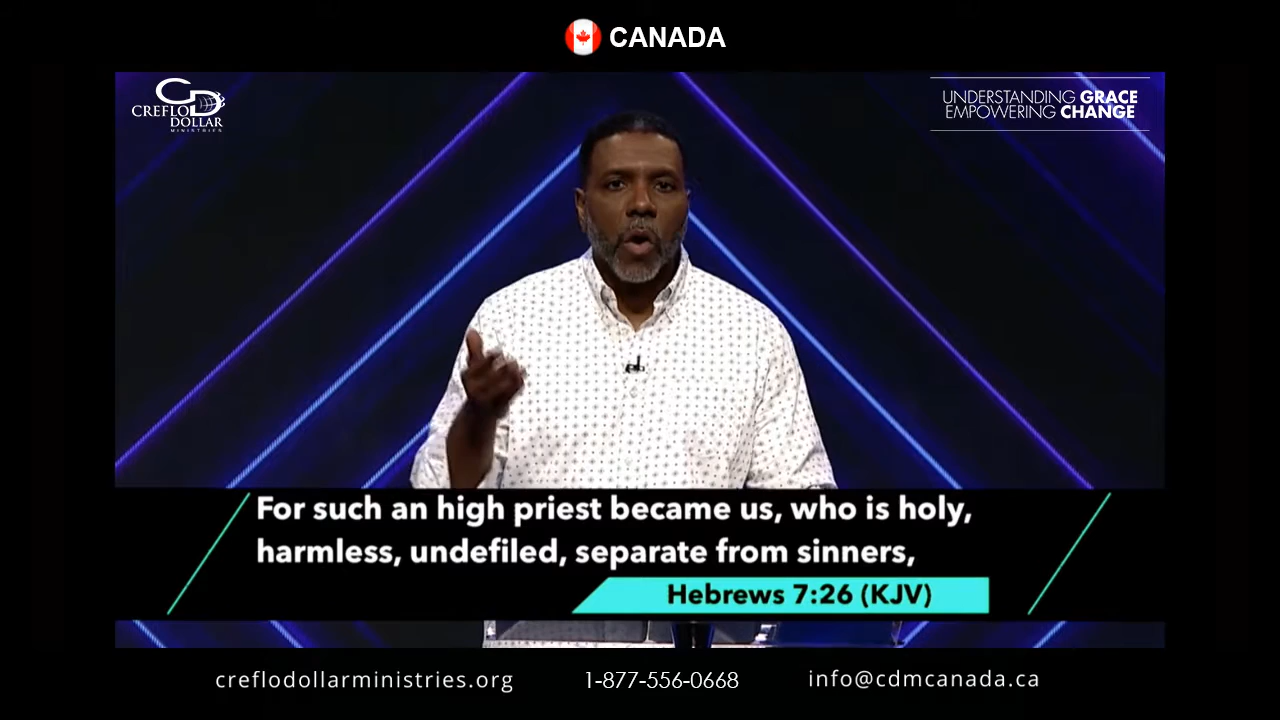 CANADA
CREFLO
DOLLAR
MINISTRIES
UNDERSTANDING GRACE
EMPOWERING CHANGE
For such an high priest became us, who is holy,
harmless, undefiled, separate from sinners,
Hebrews 7:26 (KJV)
creflodollarministries.org
1-877-556-0668
info@cdmcanada.ca